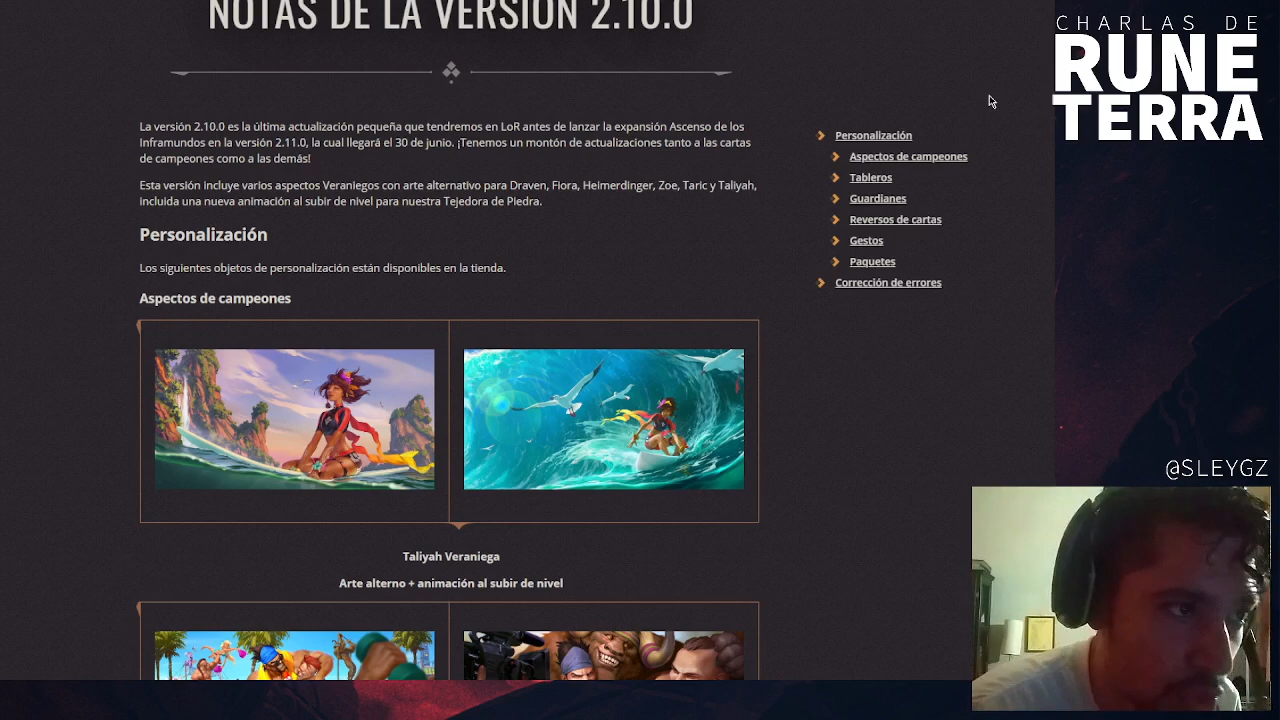 NOTAS DE LA VERSIÓN 2.10.0
La versión 2.10.0 es la última actualización pequeña que tendremos en LoR antes de lanzar la expansión Ascenso de los
Inframundos en la versión 2.11.0, la cual llegará el 30 de junio. ¡Tenemos un montón de actualizaciones tanto a las cartas
de campeones como a las demás!
Esta versión incluye varios aspectos Veraniegos con arte alternativo para Draven, Fiora, Heimerdinger, Zoe, Taric y Taliyah,
incluida una nueva animación al subir de nivel para nuestra Tejedora de Piedra.
Personalización
Los siguientes objetos de personalización están disponibles en la tienda.
Aspectos de campeones
Taliyah Veraniega
Arte alterno + animación al subir de nivel
Personalización
Aspectos de campeones
Tableros
Guardianes
Reversos de cartas
Gestos
Paquetes
Corrección de errores
CHARLAS DE
RUNE
TERRA
@SLEYGZ